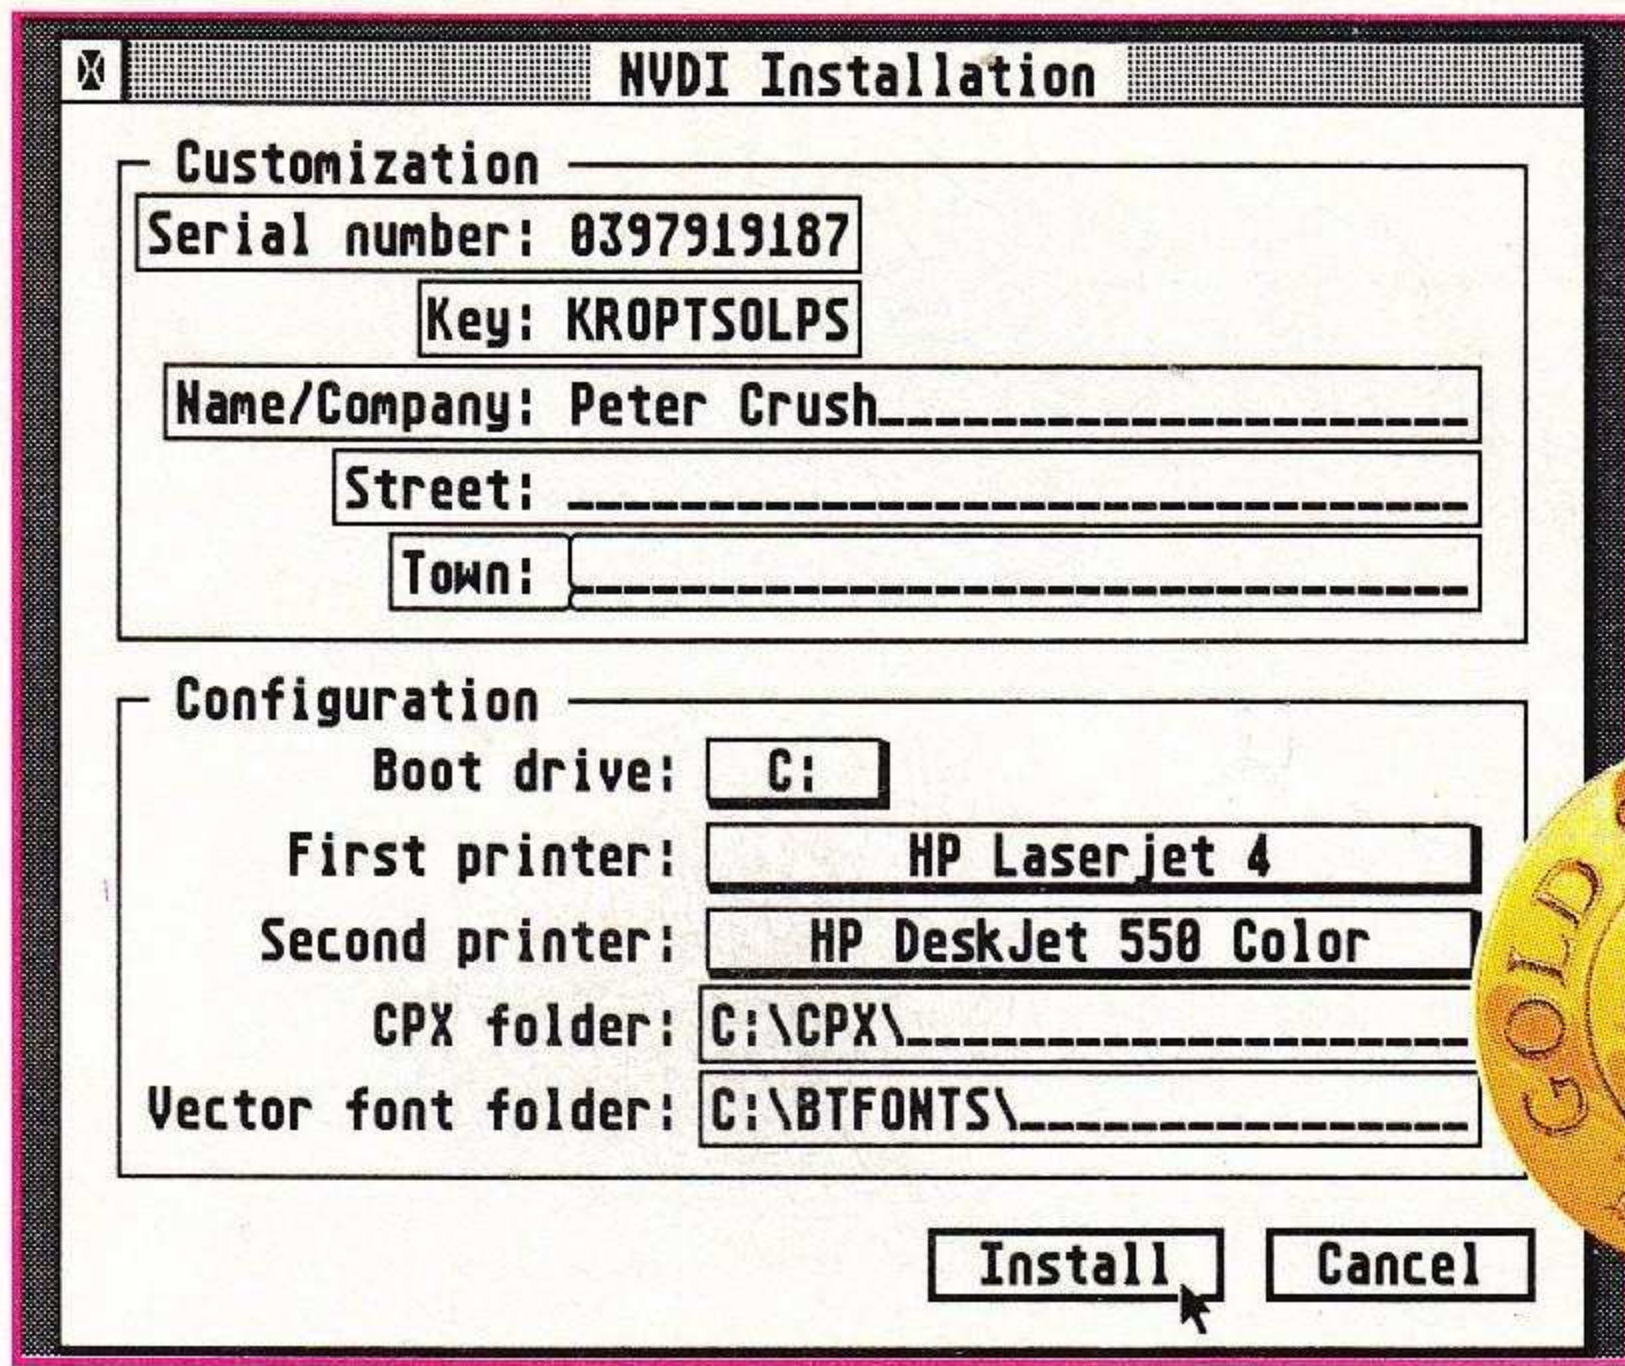 NVDI Installation
Customization
Serial number: 0397919187
Key: KROPTSOLPS
Name/Company: Peter Crush
Street:
Town:
Configuration
Boot drive: C:
First printer: HP Laserjet 4
Second printer: HP DeskJet 550 Color
CPX folder: C:\CPX\
Vector font folder: C:\BTFONTS\
Install Cancel
GOLD